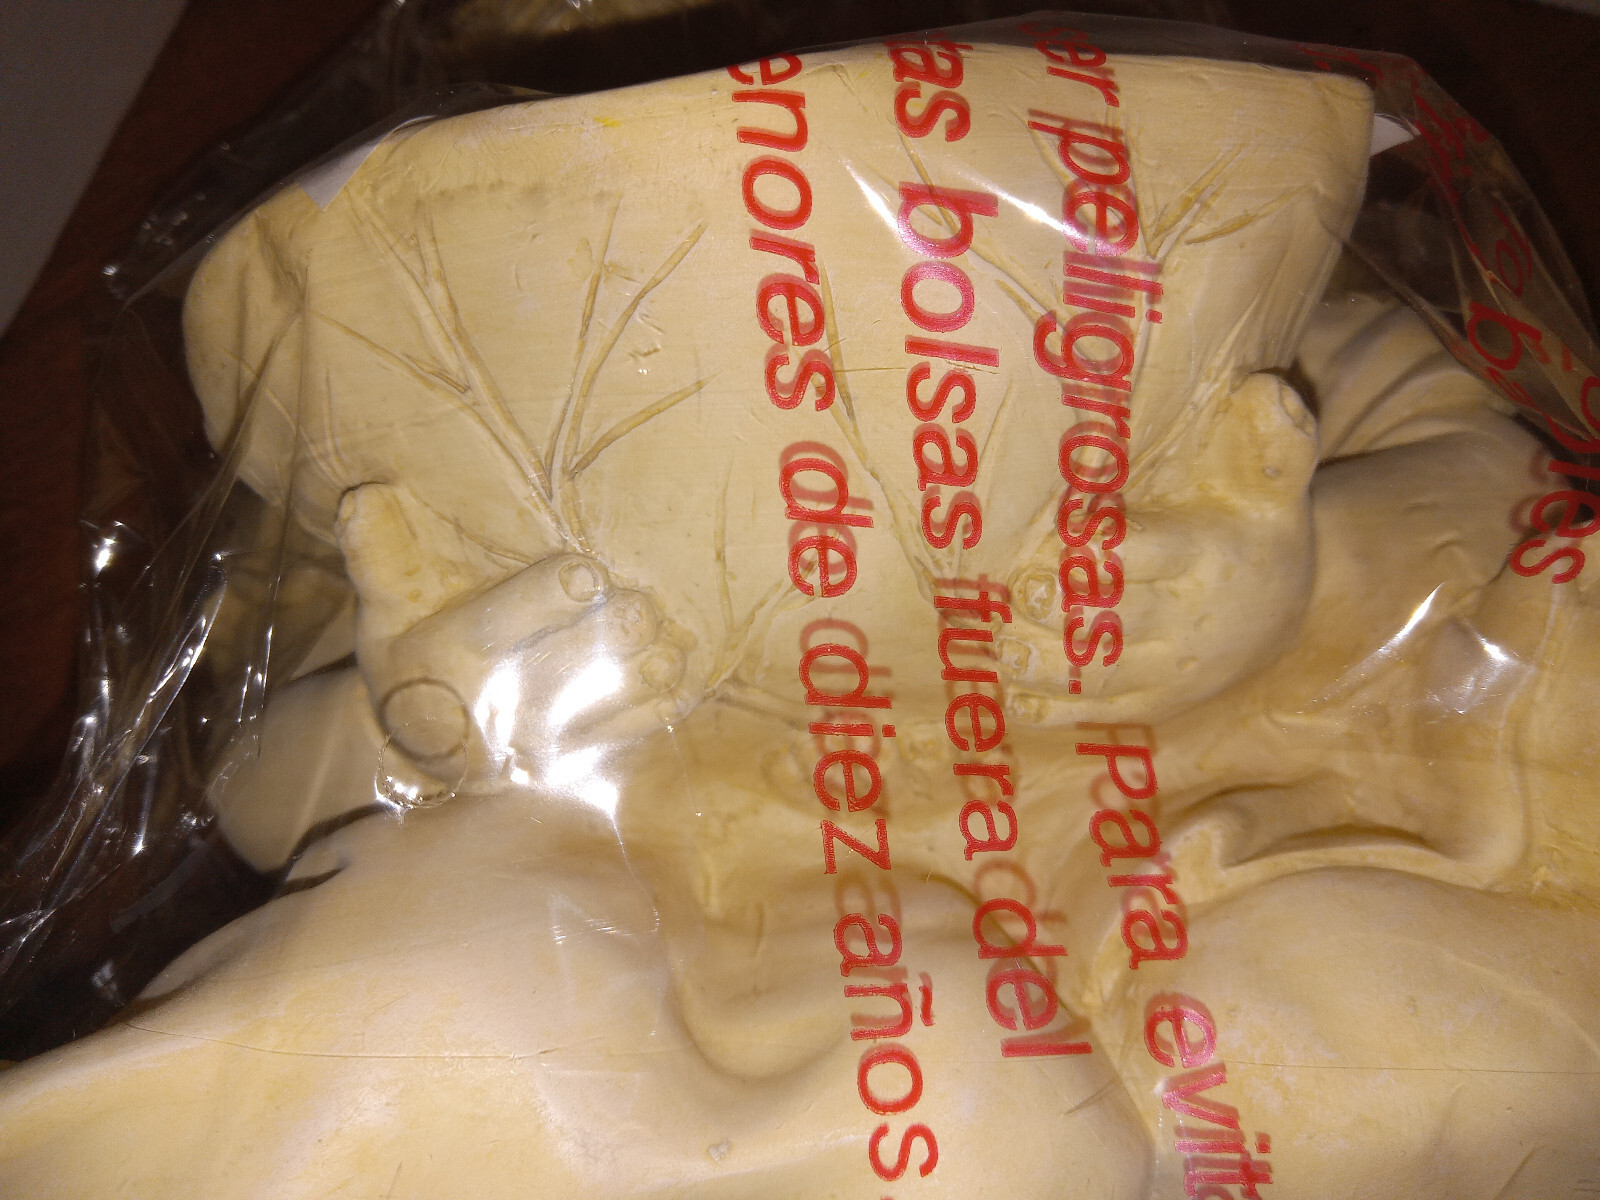 ser peligrosas. Para evit
tas bolsas fuera del
enores de diez años.